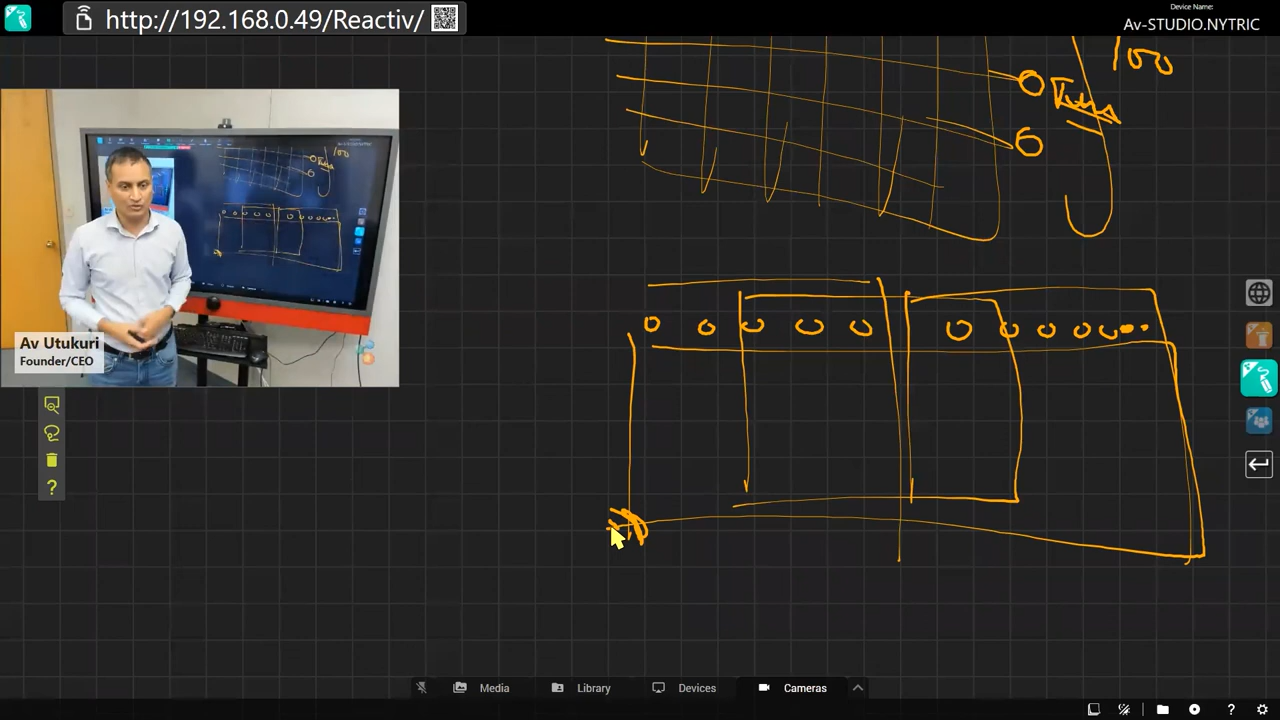 Device Name:
http://192.168.0.49/Reactiv/
Av-STUDIO.NYTRIC
100
Av Utukuri
Founder/CEO
?
Media
Library
Devices
Cameras
?